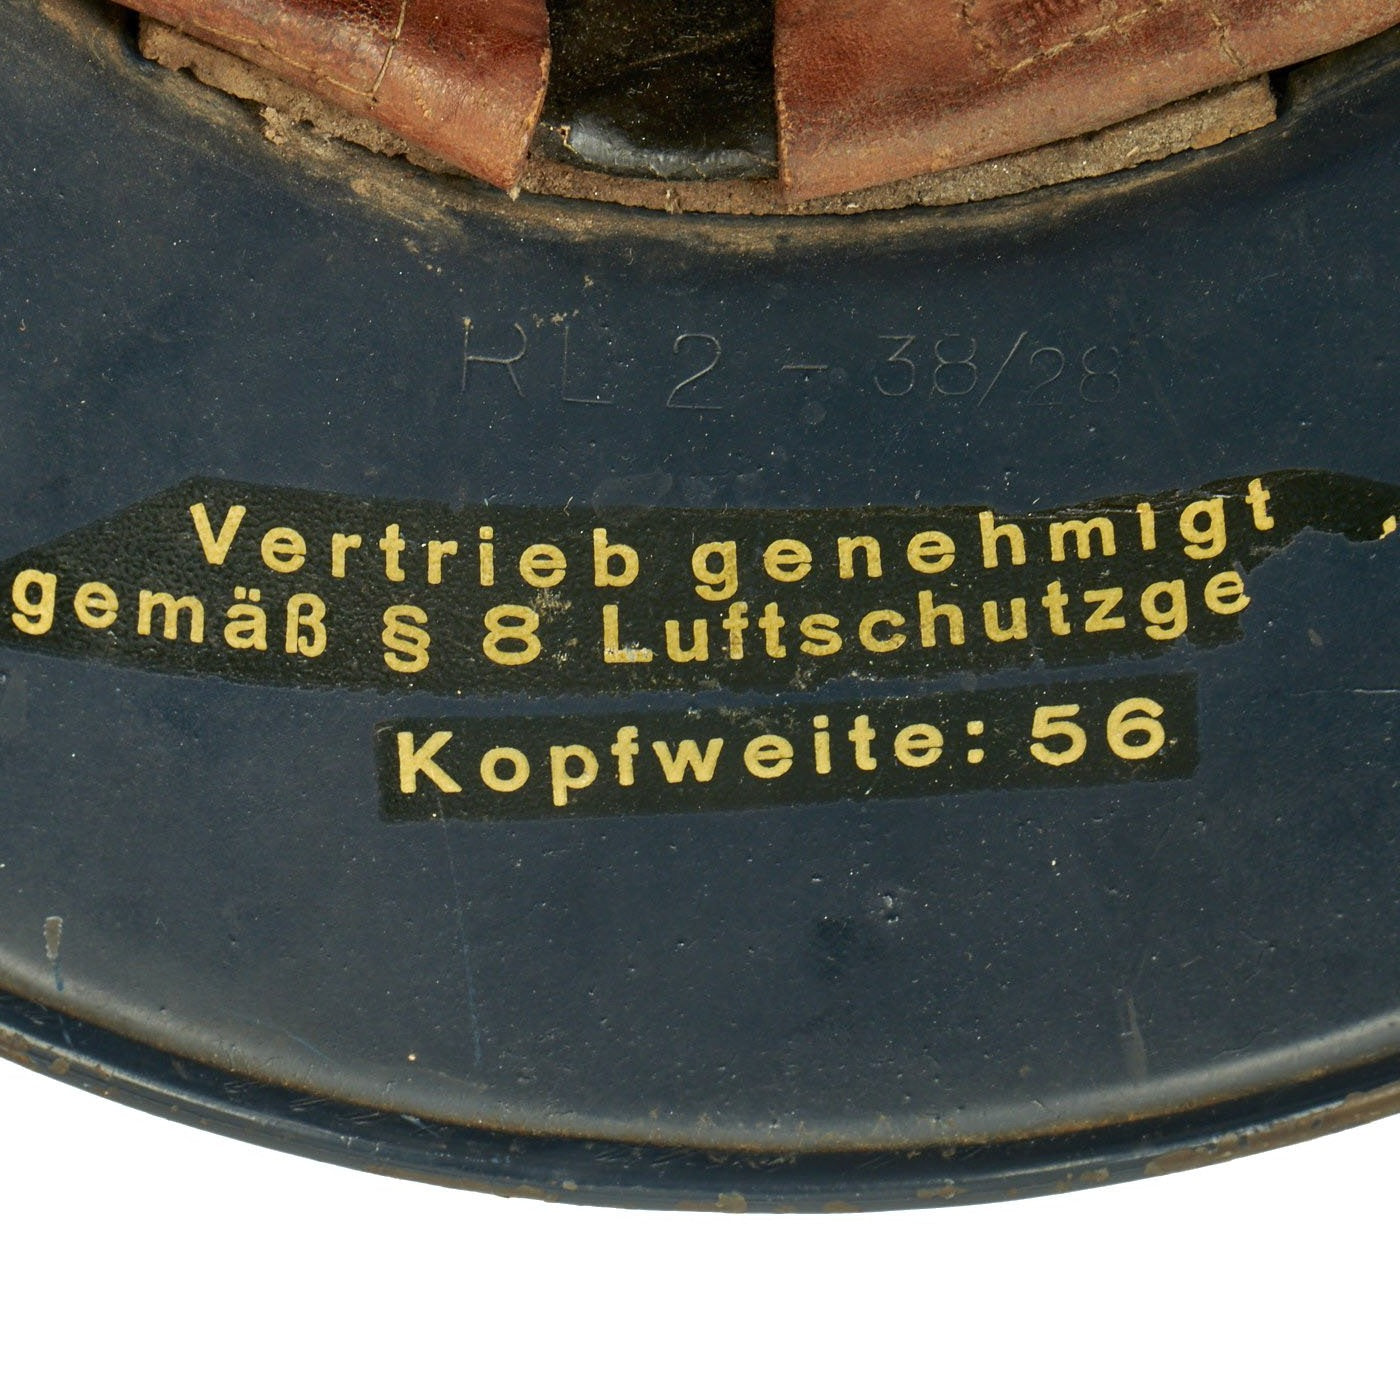 RL 2 - 38/28
Vertrieb genehmigt
gemäß § 8 Luftschutzge
Kopfweite: 56